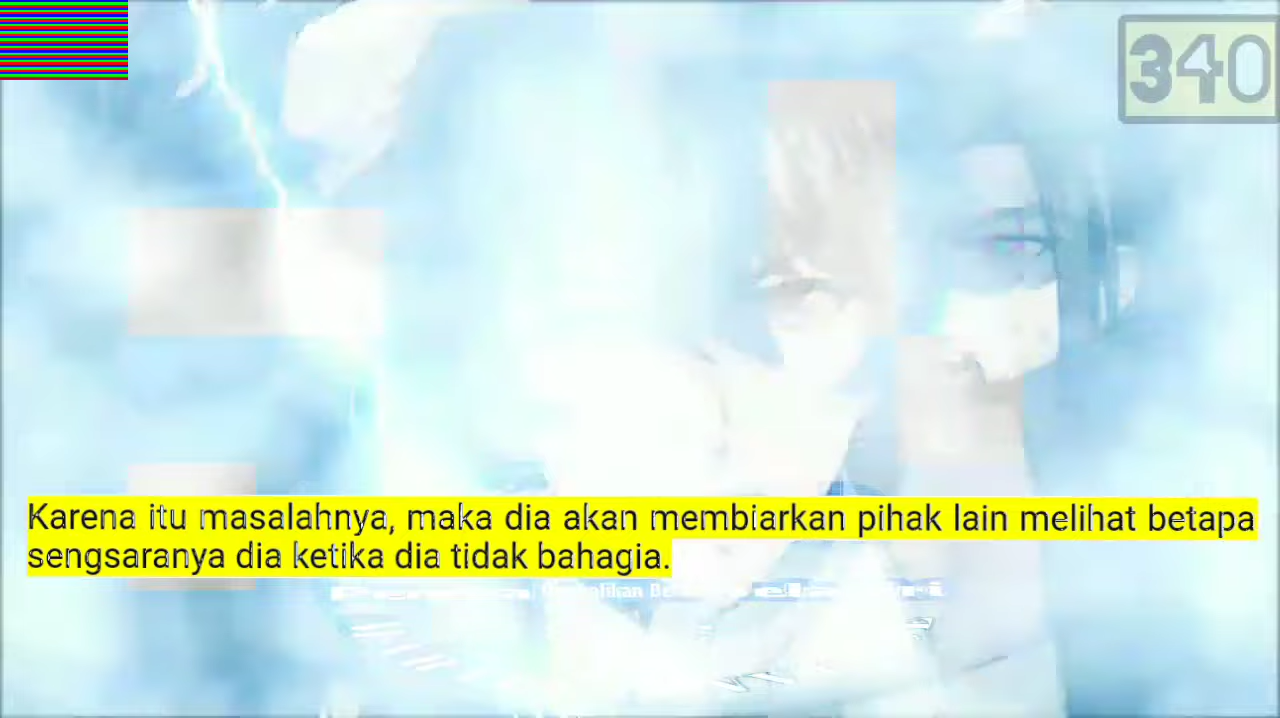 340
Karena itu masalahnya, maka dia akan membiarkan pihak lain melihat betapa
sengsaranya dia ketika dia tidak bahagia.